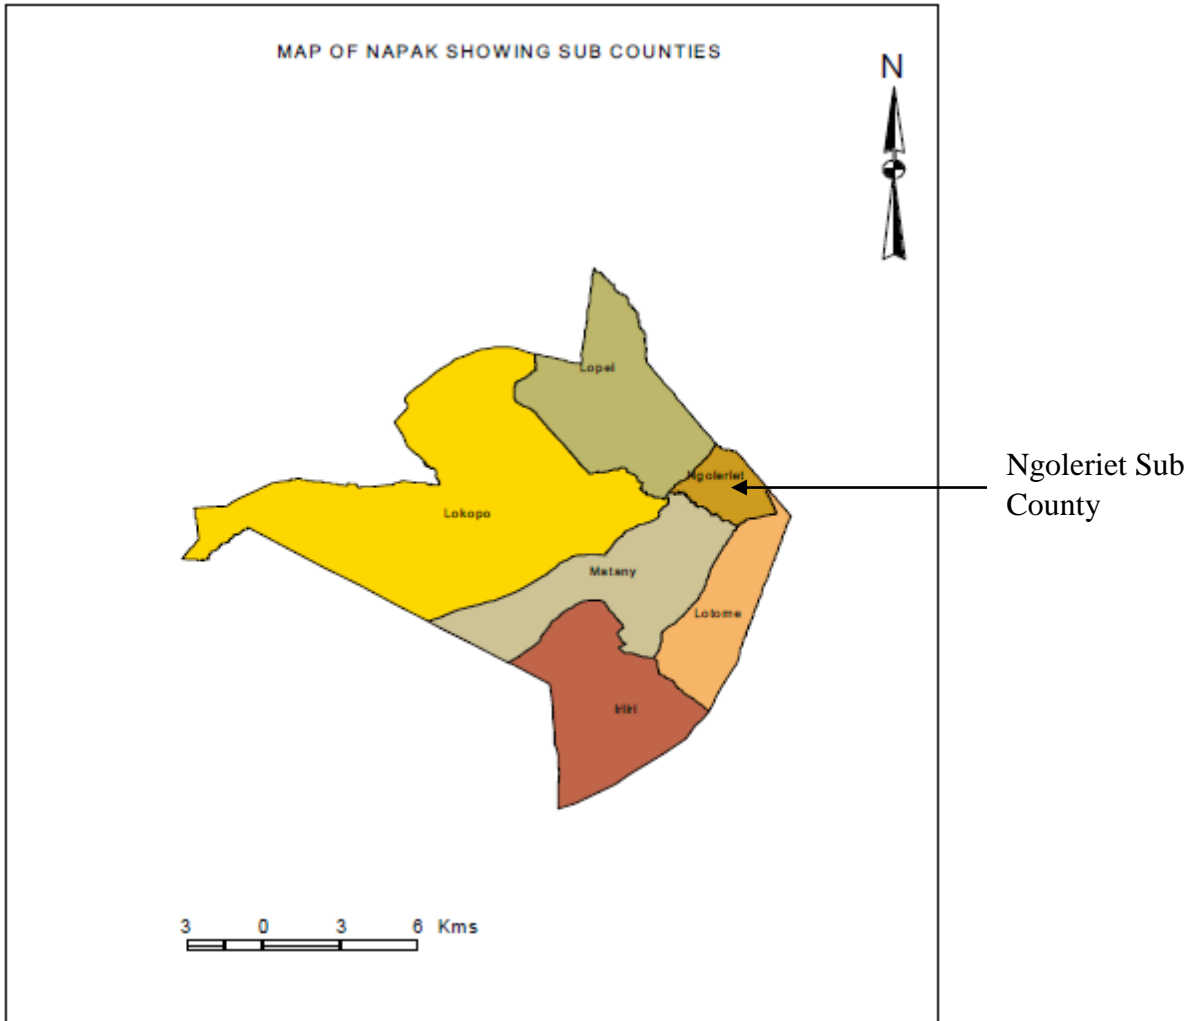 MAP OF NAPAK SHOWING SUB COUNTIES
N
Lopei
Ngoleriet
Ngoleriet Sub
County
Lokopo
Matany
Lotome
Iriiri
3 0 3 6 Kms